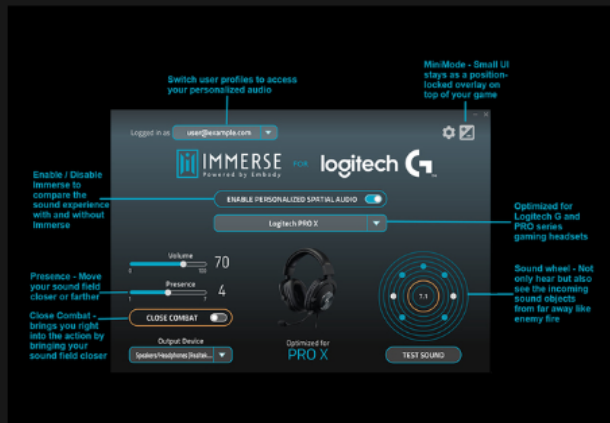 Switch user profiles to access
your personalized audio
MiniMode - Small UI
stays as a position-
locked overlay on
top of your game
Logged in as
user@example.com
IMMERSE
Powered by Embody
FOR
logitech G
Enable / Disable
Immerse to
compare the
sound experience
with and without
Immerse
ENABLE PERSONALIZED SPATIAL AUDIO
Logitech PRO X
Optimized for
Logitech G and
PRO series
gaming headsets
Volume
70
0
100
Presence - Move
your sound field
closer or farther
Presence
4
1
7
Close Combat -
brings you right
into the action by
bringing your
sound field closer
CLOSE COMBAT
7.1
Sound wheel - Not
only hear but also
see the incoming
sound objects
from far away like
enemy fire
Output Device
Speakers/Headphones (Realtek...
Optimized for
PRO X
TEST SOUND